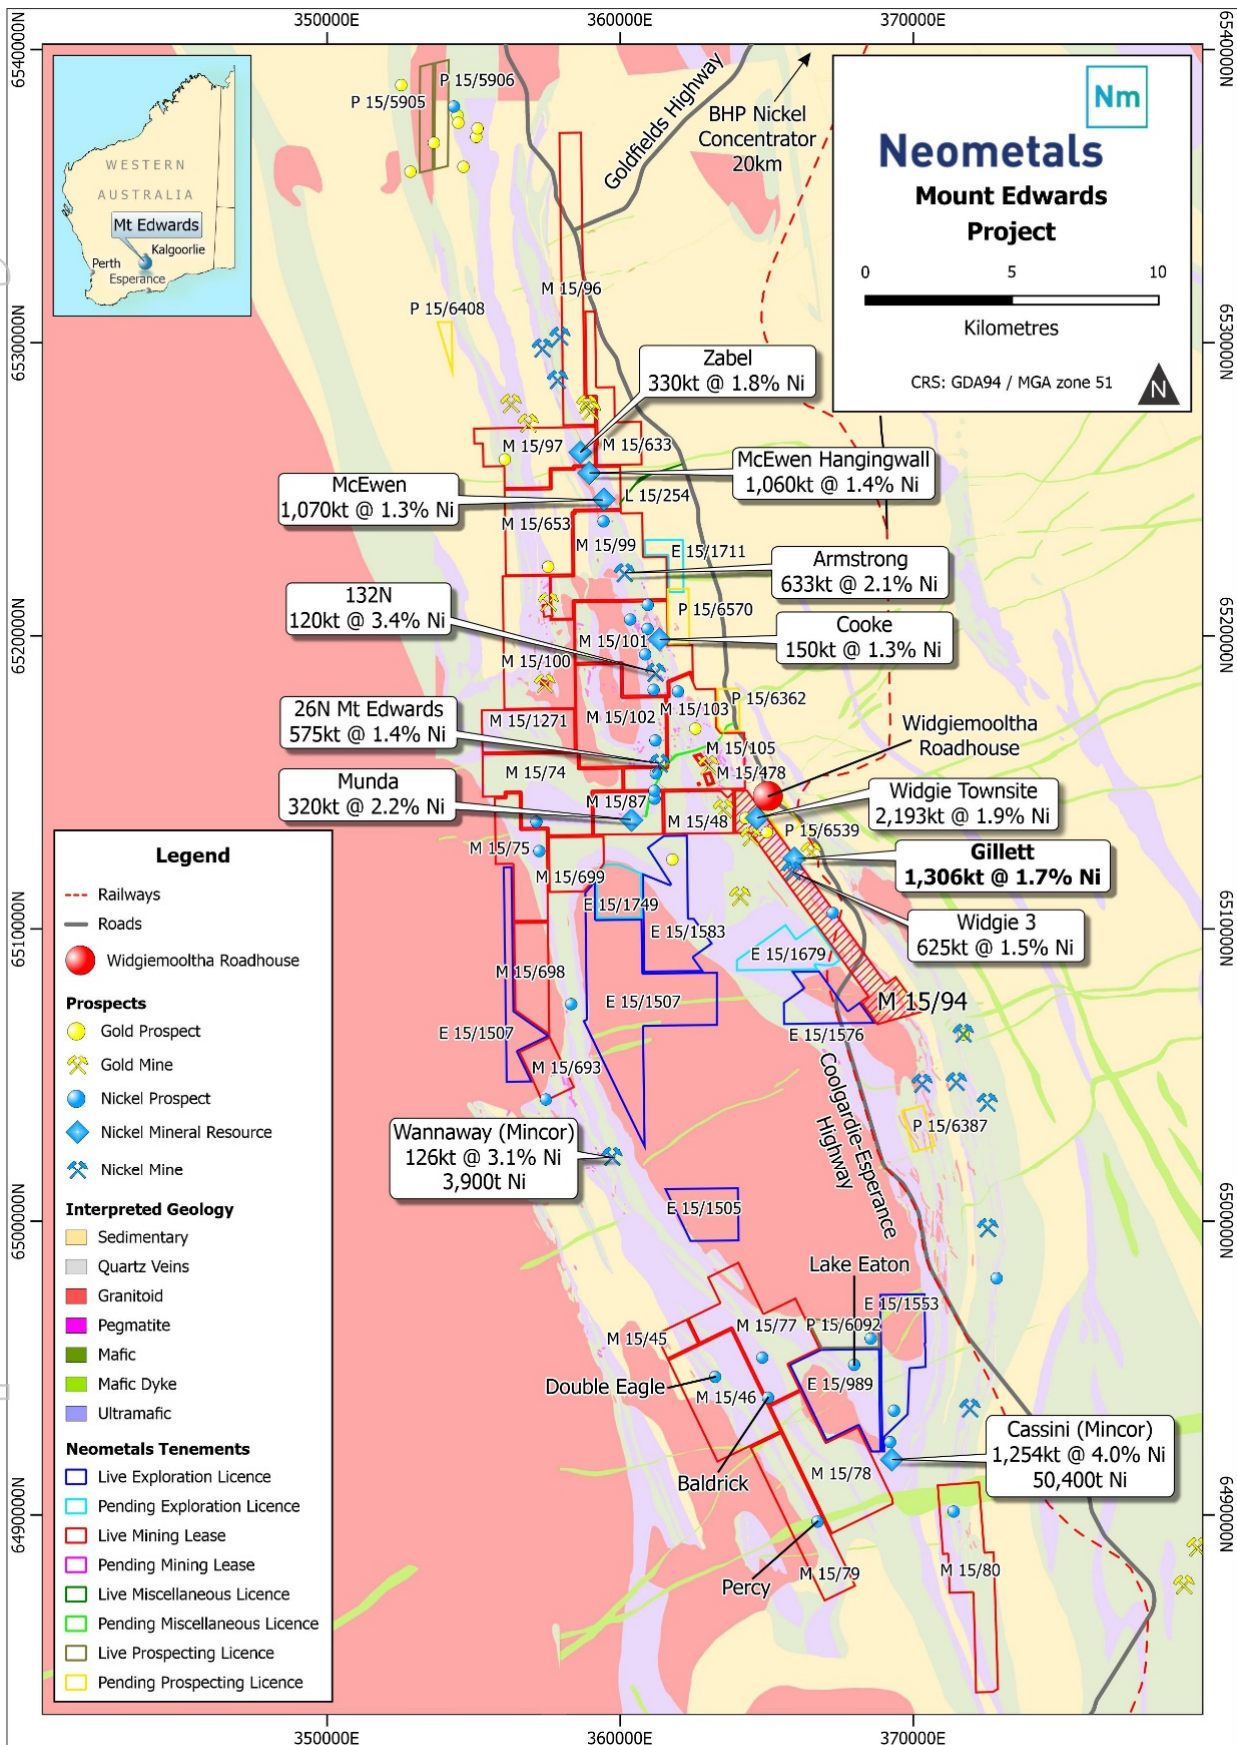 350000E
360000E
370000E
6540000N
6540000N
WESTERN
AUSTRALIA
Mt Edwards
Kalgoorlie
Perth
Esperance
P 15/5906
P 15/5905
Goldfields Highway
BHP Nickel
Concentrator
20km
Nm
Neometals
Mount Edwards
Project
0
5
10
Kilometres
CRS: GDA94 / MGA zone 51
N
M 15/96
P 15/6408
6530000N
6530000N
Zabel
330kt @ 1.8% Ni
M 15/97
M 15/633
McEwen Hangingwall
1,060kt @ 1.4% Ni
McEwen
1,070kt @ 1.3% Ni
L 15/254
M 15/653
M 15/99
E 15/1711
Armstrong
633kt @ 2.1% Ni
132N
120kt @ 3.4% Ni
P 15/6570
Cooke
150kt @ 1.3% Ni
6520000N
6520000N
M 15/101
M 15/100
P 15/6362
26N Mt Edwards
575kt @ 1.4% Ni
M 15/1271
M 15/102
M 15/103
Widgiemooltha
Roadhouse
M 15/105
M 15/74
M 15/478
Munda
320kt @ 2.2% Ni
M 15/87
M 15/48
Widgie Townsite
2,193kt @ 1.9% Ni
P 15/6539
M 15/75
Gillett
1,306kt @ 1.7% Ni
M 15/699
E 15/1749
Widgie 3
625kt @ 1.5% Ni
E 15/1583
6510000N
6510000N
E 15/1679
M 15/698
E 15/1507
M 15/94
E 15/1507
E 15/1576
M 15/693
Coolgardie-Esperance
Highway
P 15/6387
Wannaway (Mincor)
126kt @ 3.1% Ni
3,900t Ni
E 15/1505
6500000N
6500000N
Lake Eaton
E 15/1553
M 15/77
P 15/6092
M 15/45
Double Eagle
M 15/46
E 15/989
Cassini (Mincor)
1,254kt @ 4.0% Ni
50,400t Ni
Baldrick
M 15/78
6490000N
6490000N
Percy
M 15/79
M 15/80
Legend
Railways
Roads
Widgiemooltha Roadhouse
Prospects
Gold Prospect
Gold Mine
Nickel Prospect
Nickel Mineral Resource
Nickel Mine
Interpreted Geology
Sedimentary
Quartz Veins
Granitoid
Pegmatite
Mafic
Mafic Dyke
Ultramafic
Neometals Tenements
Live Exploration Licence
Pending Exploration Licence
Live Mining Lease
Pending Mining Lease
Live Miscellaneous Licence
Pending Miscellaneous Licence
Live Prospecting Licence
Pending Prospecting Licence
350000E
360000E
370000E